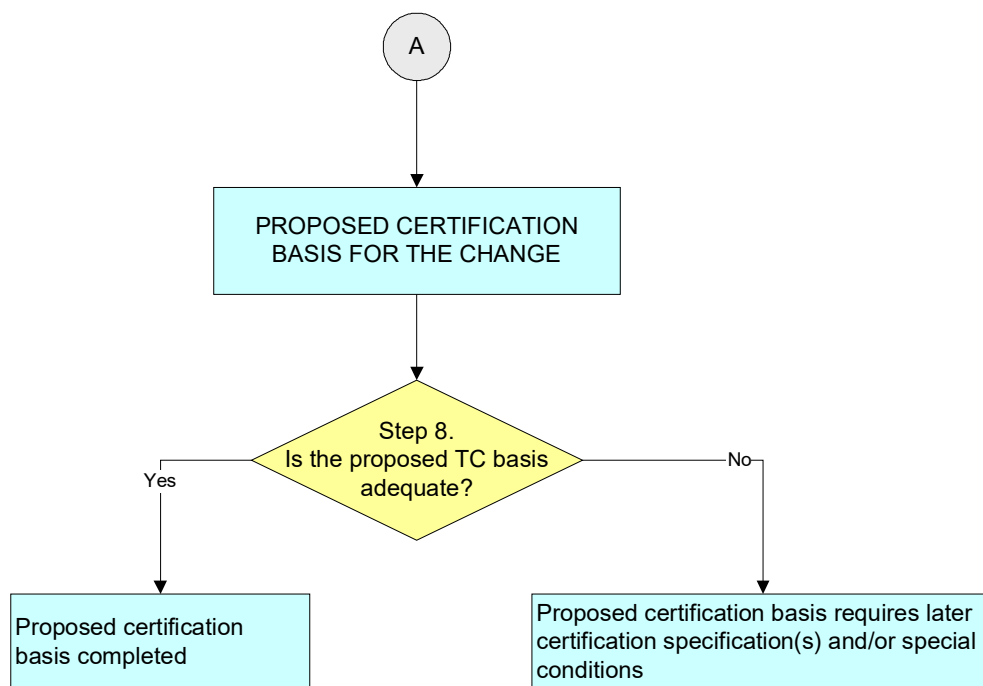 A
PROPOSED CERTIFICATION
BASIS FOR THE CHANGE
Step 8.
Is the proposed TC basis
adequate?
Yes
No
Proposed certification
basis completed
Proposed certification basis requires later
certification specification(s) and/or special
conditions